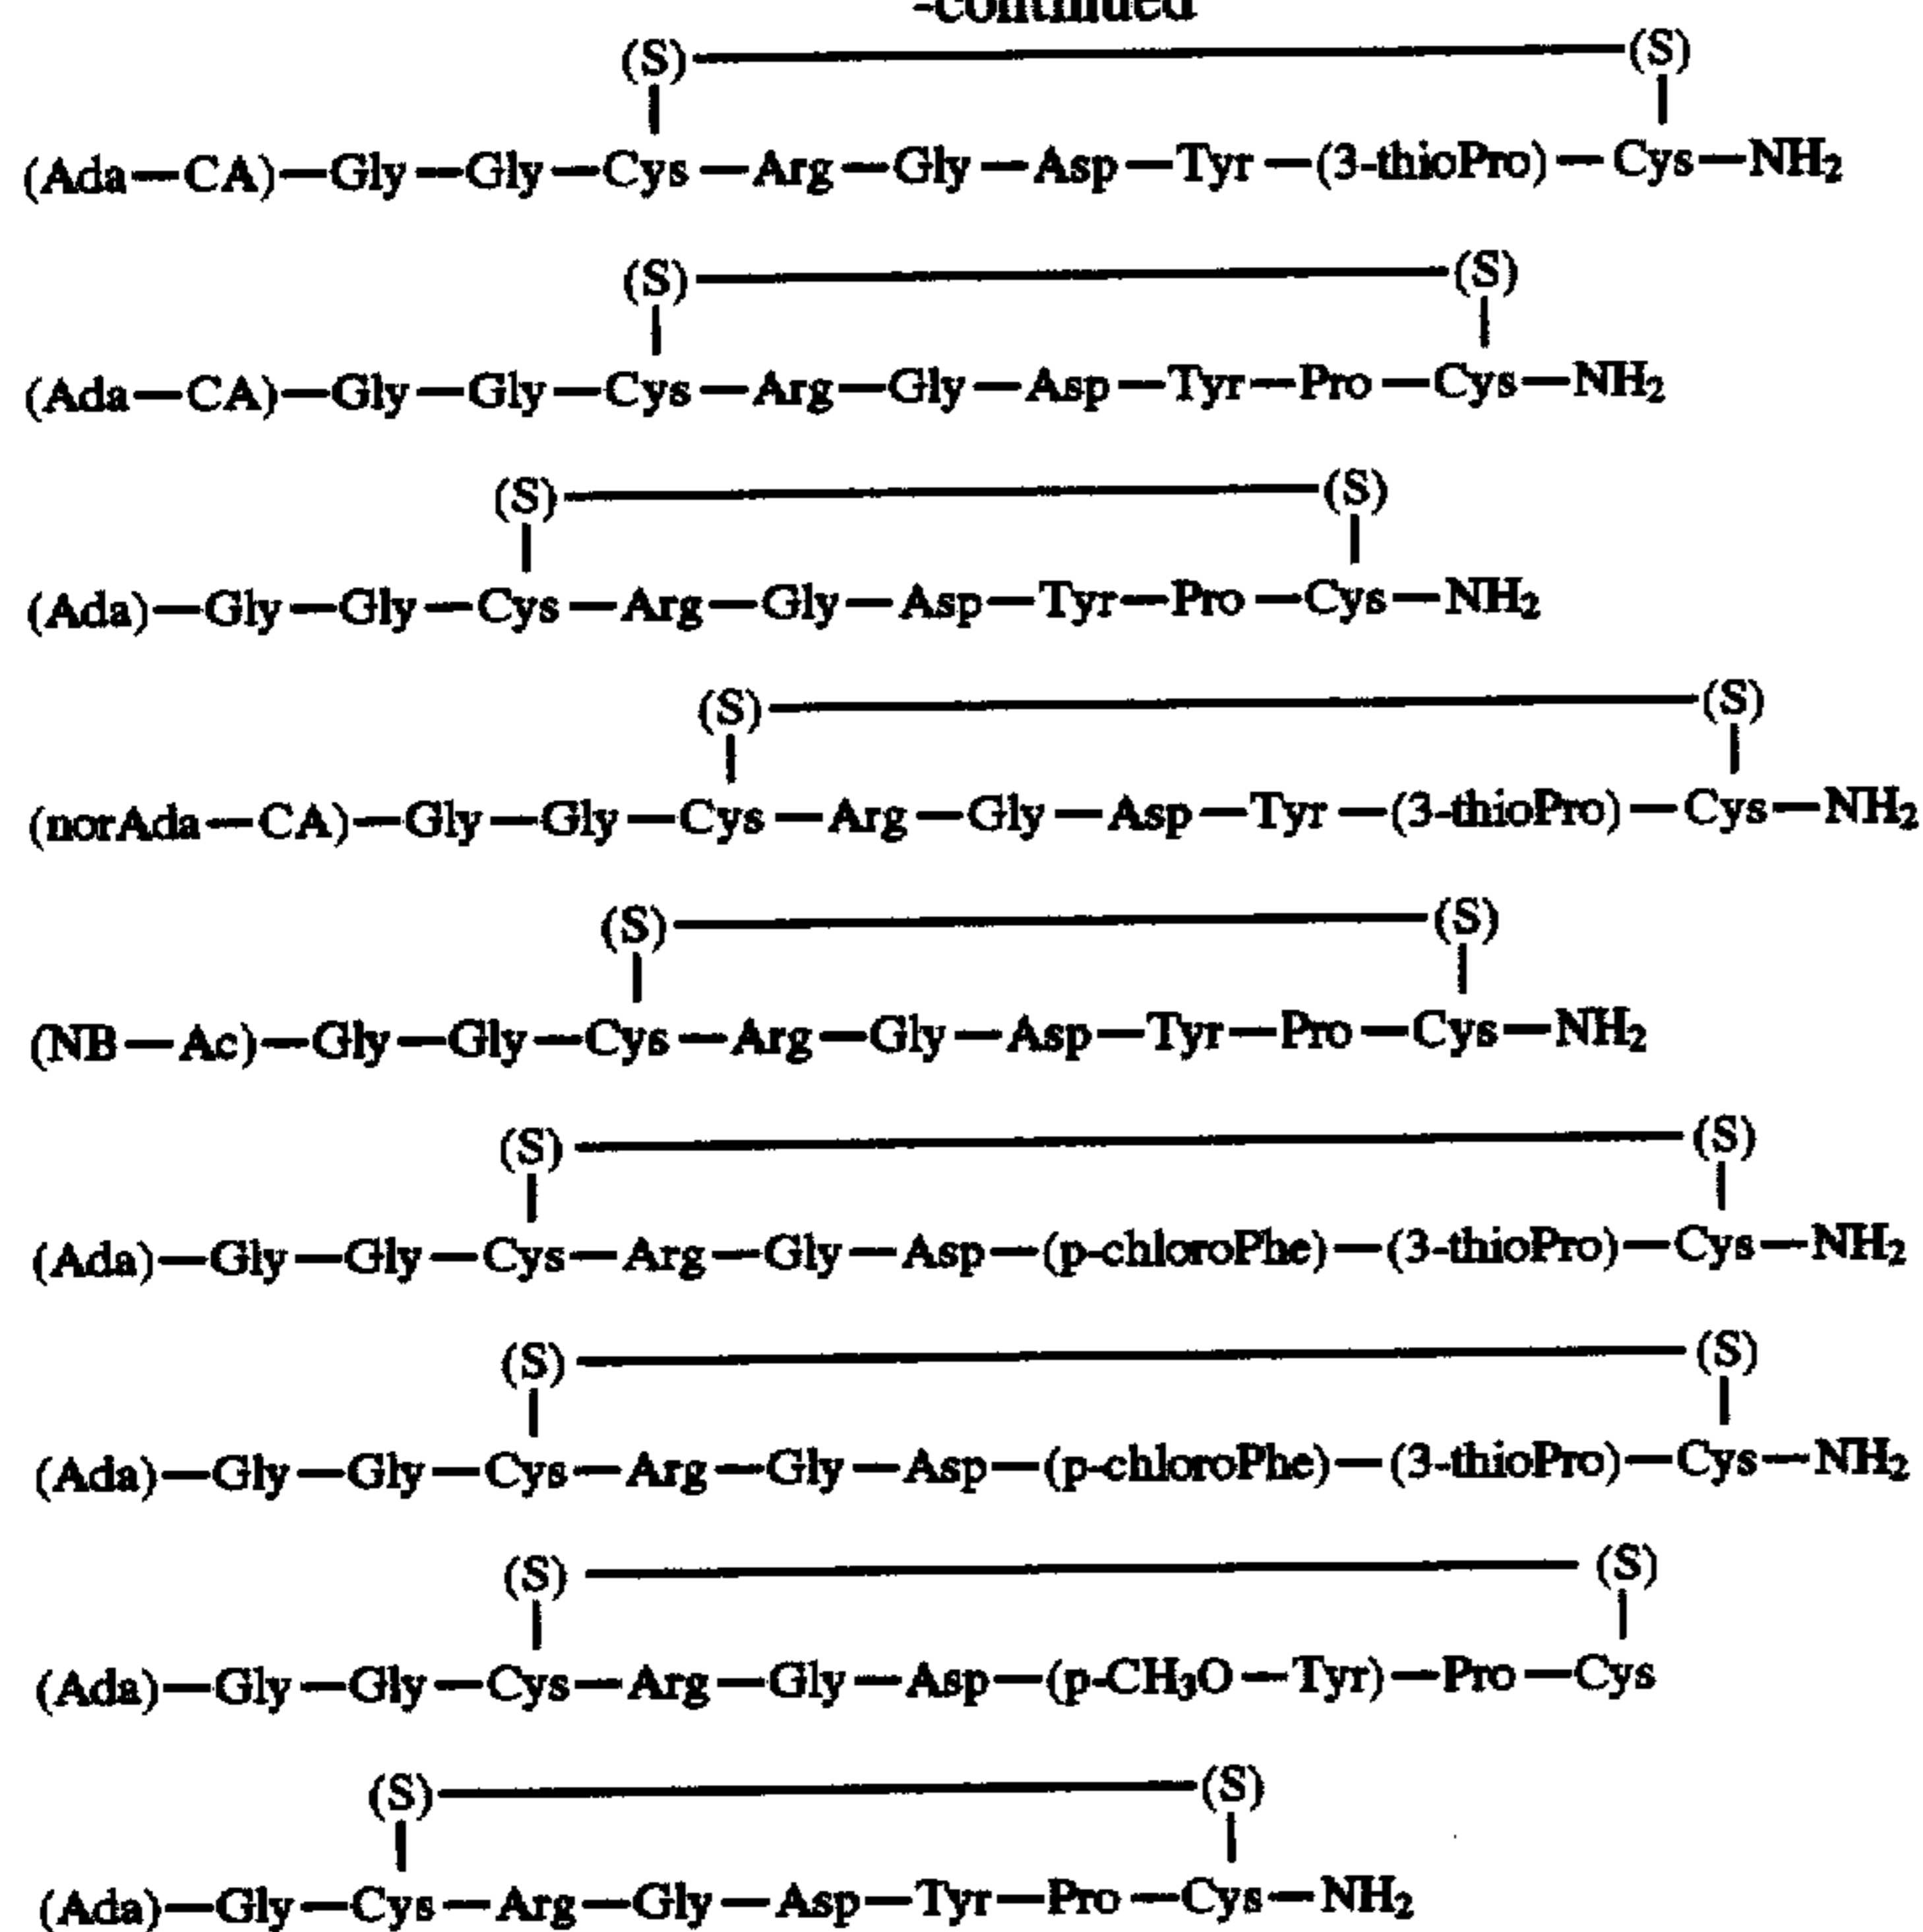 -continued
(S) (S)
(Ada—CA)—Gly—Gly—Cys—Arg—Gly—Asp—Tyr—(3-thioPro)—Cys—NH₂
(S) (S)
(Ada—CA)—Gly—Gly—Cys—Arg—Gly—Asp—Tyr—Pro—Cys—NH₂
(S) (S)
(Ada)—Gly—Gly—Cys—Arg—Gly—Asp—Tyr—Pro—Cys—NH₂
(S) (S)
(norAda—CA)—Gly—Gly—Cys—Arg—Gly—Asp—Tyr—(3-thioPro)—Cys—NH₂
(S) (S)
(NB—Ac)—Gly—Gly—Cys—Arg—Gly—Asp—Tyr—Pro—Cys—NH₂
(S) (S)
(Ada)—Gly—Gly—Cys—Arg—Gly—Asp—(p-chloroPhe)—(3-thioPro)—Cys—NH₂
(S) (S)
(Ada)—Gly—Gly—Cys—Arg—Gly—Asp—(p-chloroPhe)—(3-thioPro)—Cys—NH₂
(S) (S)
(Ada)—Gly—Gly—Cys—Arg—Gly—Asp—(p-CH₃O—Tyr)—Pro—Cys
(S) (S)
(Ada)—Gly—Cys—Arg—Gly—Asp—Tyr—Pro—Cys—NH₂